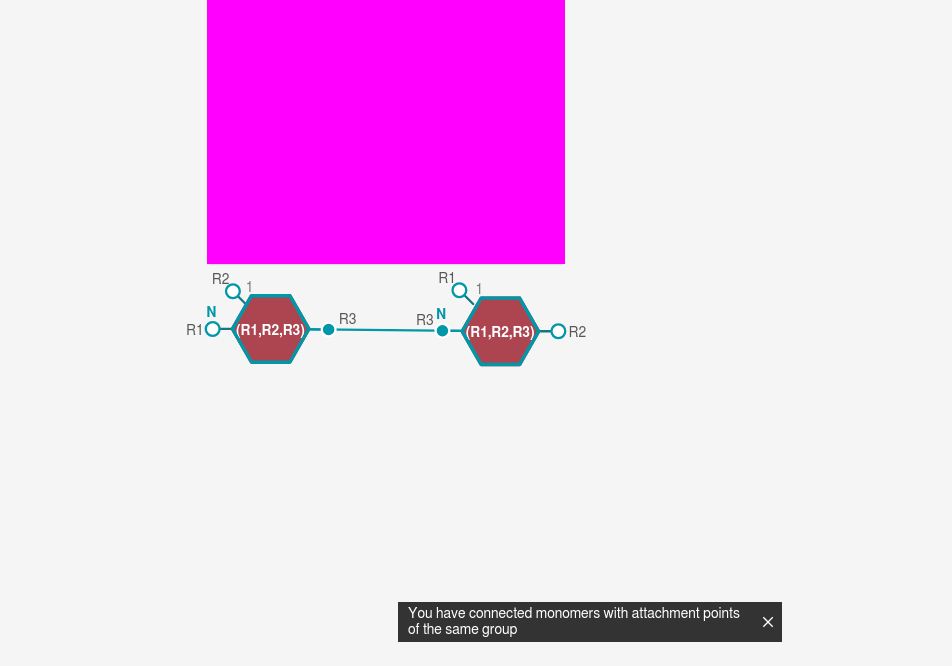 R2 1
N
R1 (R1,R2,R3) R3
R1 1
R3 N
(R1,R2,R3) R2
You have connected monomers with attachment points
of the same group